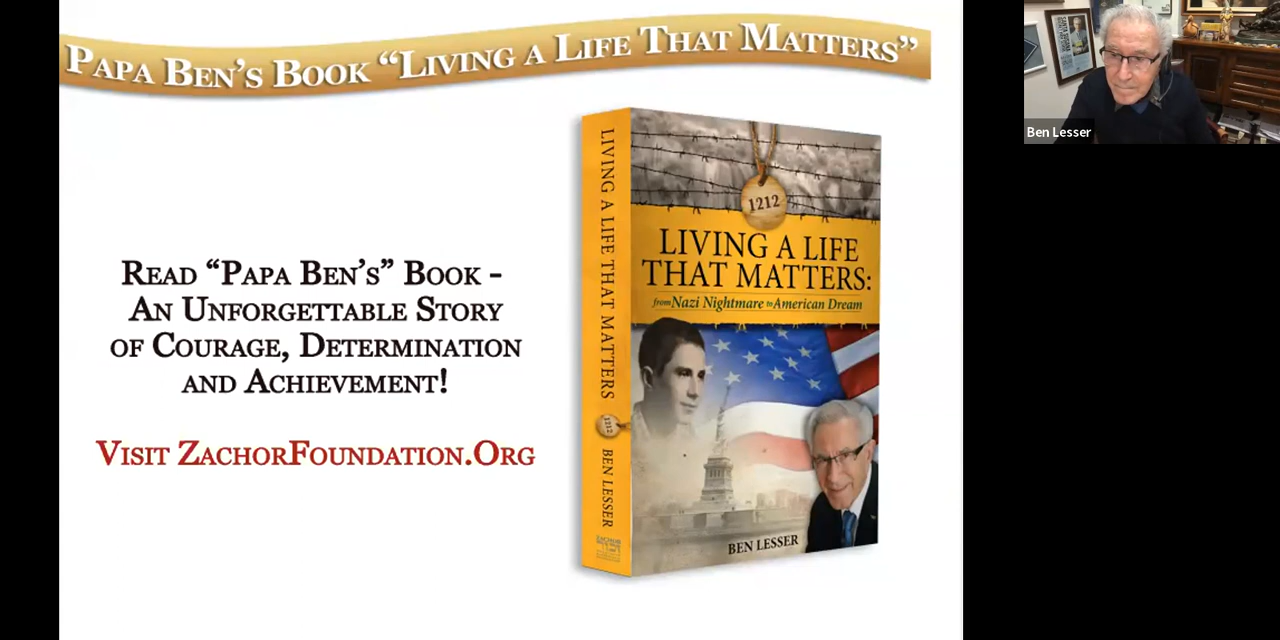 PAPA BEN'S BOOK "LIVING A LIFE THAT MATTERS"
READ "PAPA BEN'S" BOOK -
AN UNFORGETTABLE STORY
OF COURAGE, DETERMINATION
AND ACHIEVEMENT!
VISIT ZACHORFOUNDATION.ORG
LIVING A LIFE THAT MATTERS
1212
BEN LESSER
1212
LIVING A LIFE
THAT MATTERS:
from Nazi Nightmare to American Dream
BEN LESSER
Ben Lesser